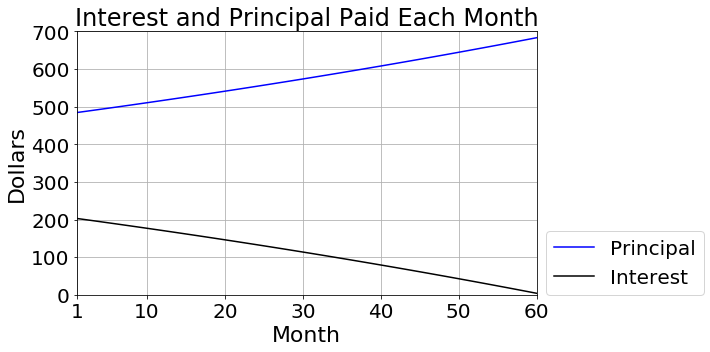 Interest and Principal Paid Each Month
700
600
500
400
300
200
100
0
Dollars
1 10 20 30 40 50 60
Month
Principal
Interest